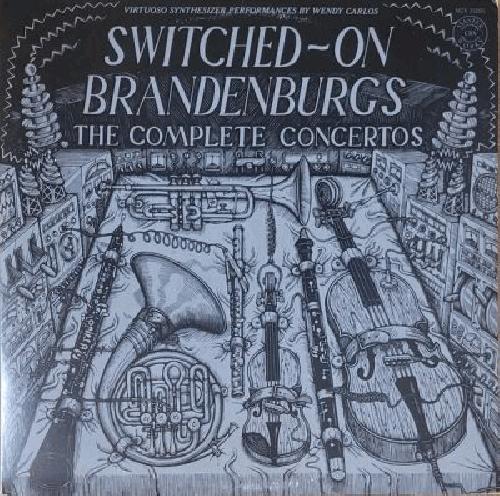 VIRTUOSO SYNTHESIZER PERFORMANCES BY WENDY CARLOS
SWITCHED~ON
BRANDENBURGS
THE COMPLETE CONCERTOS